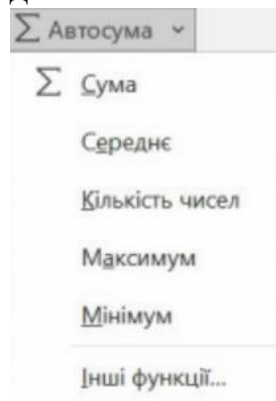 ∑ Автосума
∑ Сума
Середнє
Кількість чисел
Максимум
Мінімум
Інші функції...